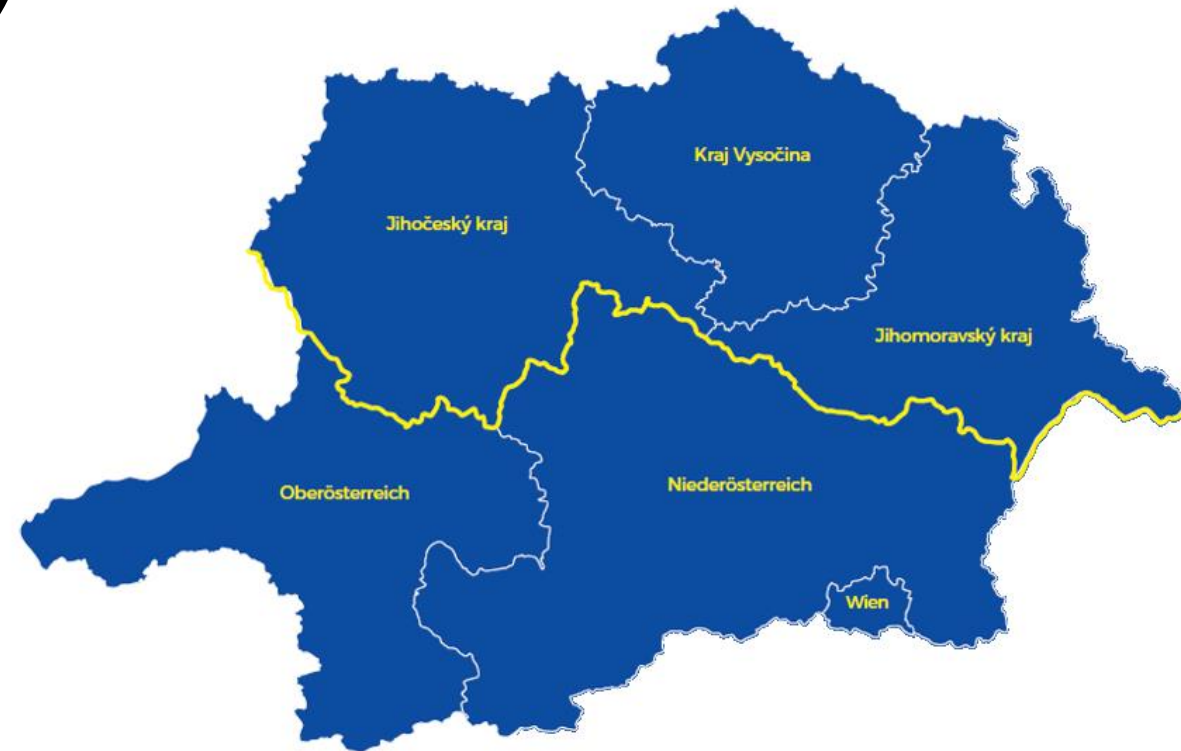 Kraj Vysočina
Jihočeský kraj
Jihomoravský kraj
Oberösterreich
Niederösterreich
Wien